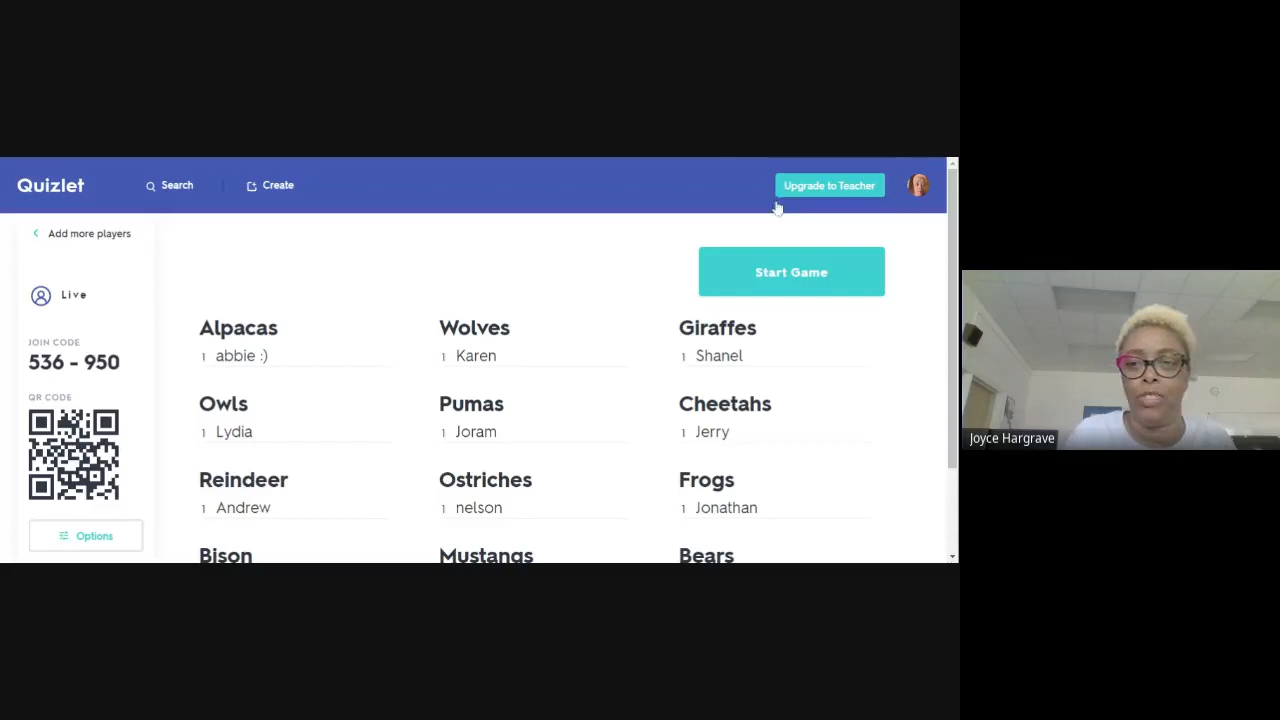 Quizlet
Search
Create
Upgrade to Teacher
Add more players
Live
JOIN CODE
536 - 950
QR CODE
Options
Start Game
Alpacas
1 abbie :)
Wolves
1 Karen
Giraffes
1 Shanel
Owls
1 Lydia
Pumas
1 Joram
Cheetahs
1 Jerry
Reindeer
1 Andrew
Ostriches
1 nelson
Frogs
1 Jonathan
Bison
Mustangs
Bears
Joyce Hargrave